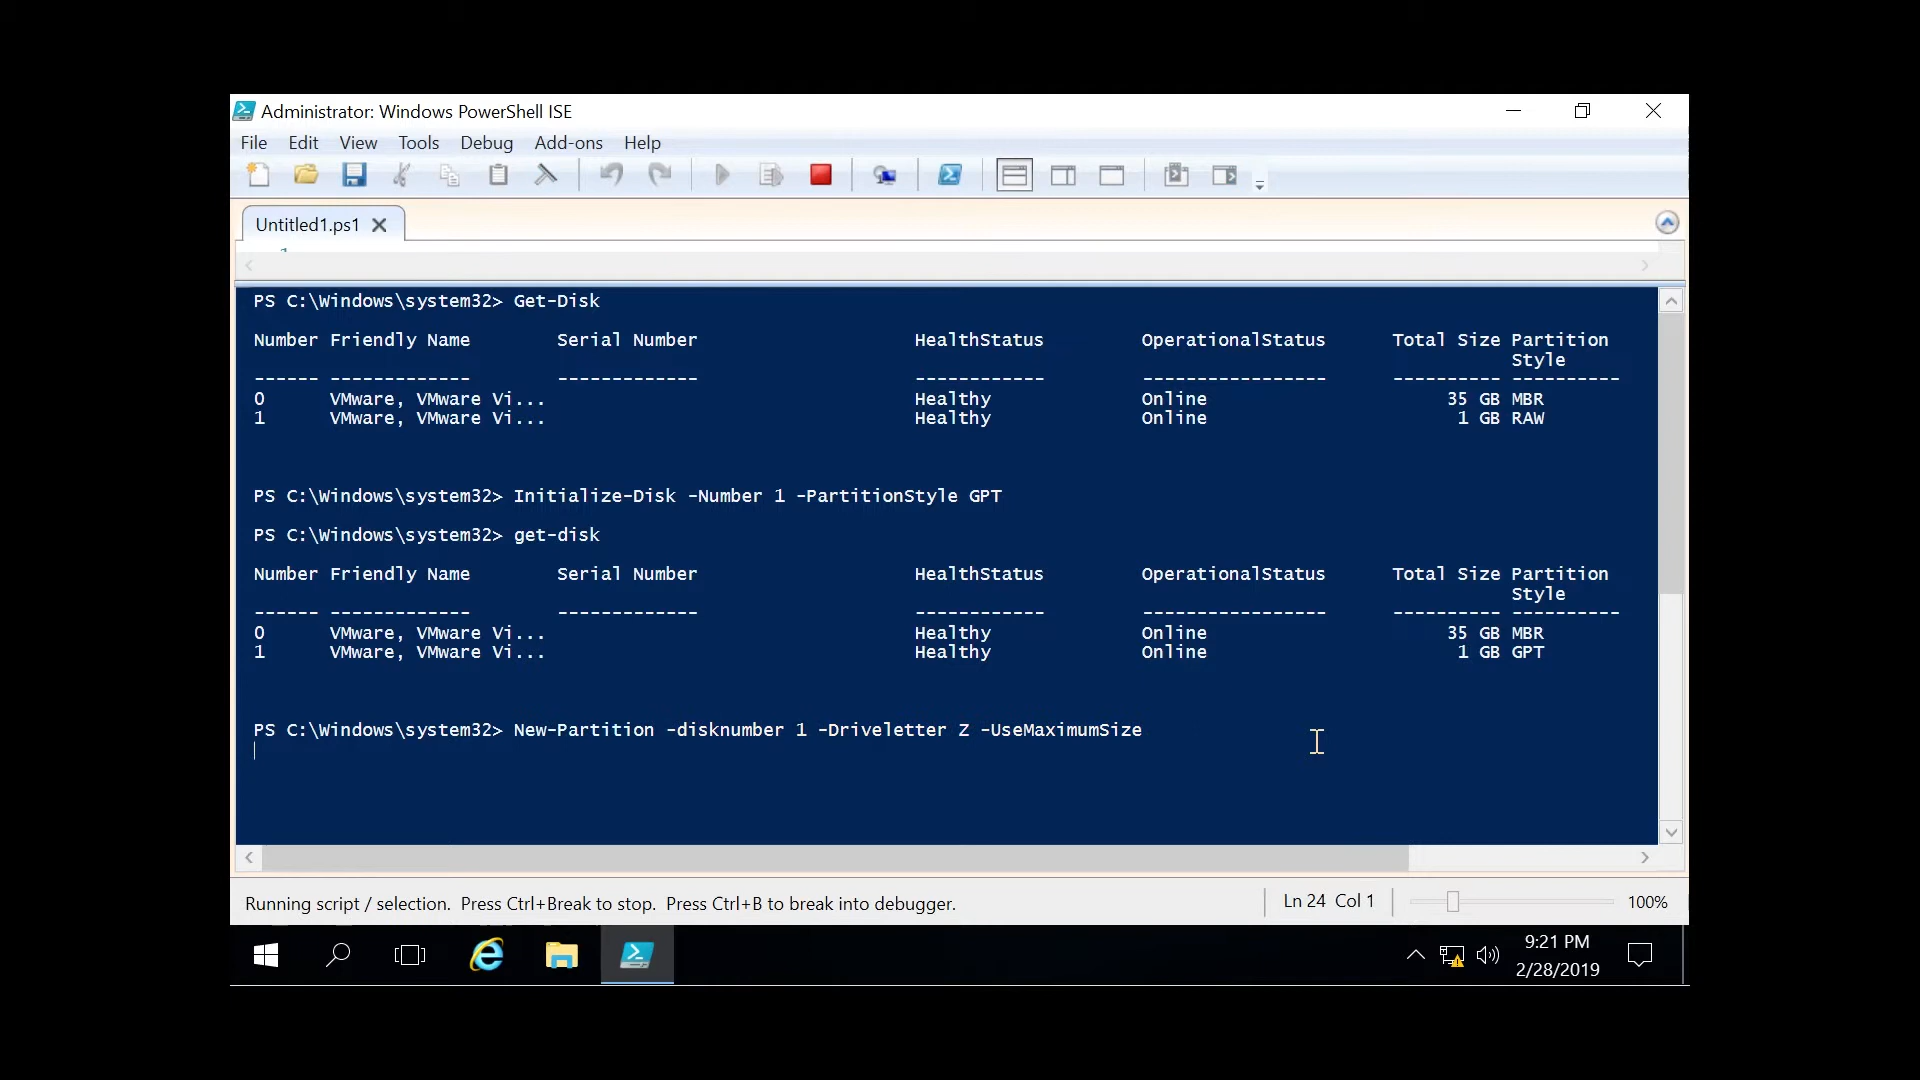 Administrator: Windows PowerShell ISE
File Edit View Tools Debug Add-ons Help
Untitled1.ps1
1
PS C:\Windows\system32> Get-Disk
Number Friendly Name Serial Number HealthStatus OperationalStatus Total Size Partition
Style
------ ------------- ------------- ------------ ----------------- ---------- ----------
0 VMware, VMware Vi... Healthy Online 35 GB MBR
1 VMware, VMware Vi... Healthy Online 1 GB RAW
PS C:\Windows\system32> Initialize-Disk -Number 1 -PartitionStyle GPT
PS C:\Windows\system32> get-disk
Number Friendly Name Serial Number HealthStatus OperationalStatus Total Size Partition
Style
------ ------------- ------------- ------------ ----------------- ---------- ----------
0 VMware, VMware Vi... Healthy Online 35 GB MBR
1 VMware, VMware Vi... Healthy Online 1 GB GPT
PS C:\Windows\system32> New-Partition -disknumber 1 -Driveletter Z -UseMaximumSize
Running script / selection. Press Ctrl+Break to stop. Press Ctrl+B to break into debugger. Ln 24 Col 1 100%
9:21 PM
2/28/2019